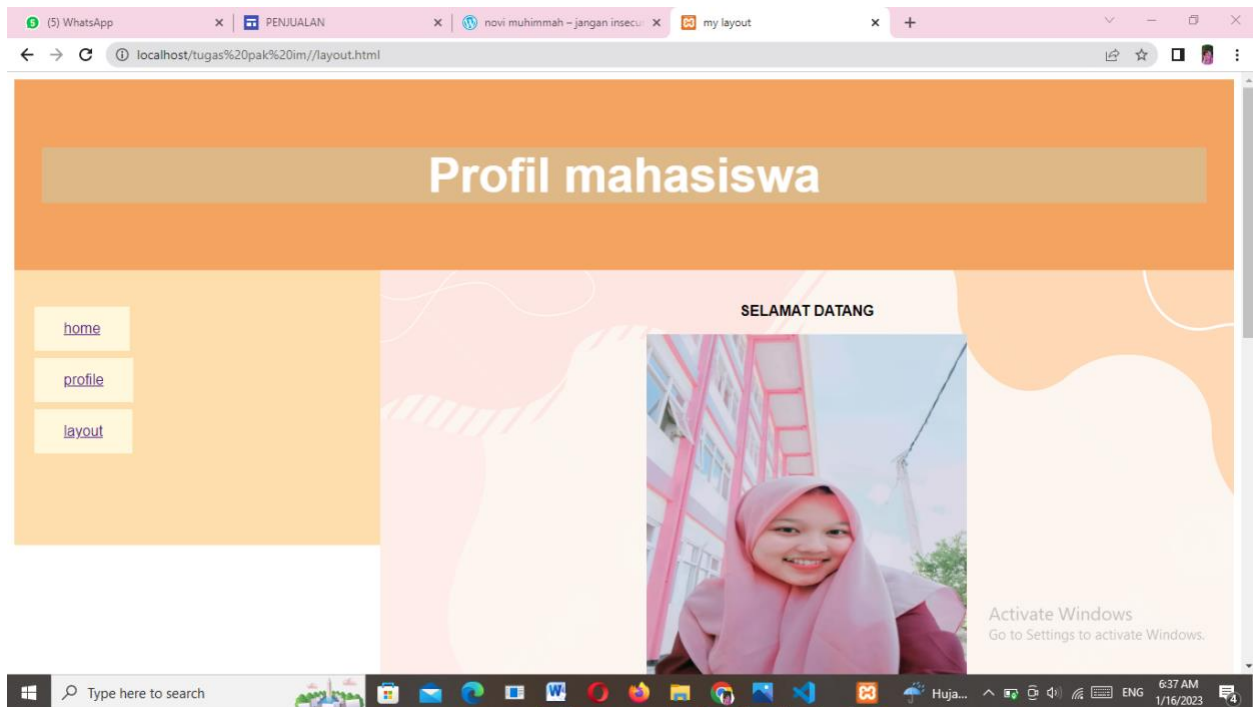 (5) WhatsApp
PENJUALAN
novi muhimmah – jangan insecu
my layout
localhost/tugas%20pak%20im//layout.html
Profil mahasiswa
home
profile
layout
SELAMAT DATANG
Activate Windows
Go to Settings to activate Windows.
Type here to search
Huja...
ENG
6:37 AM
1/16/2023
4